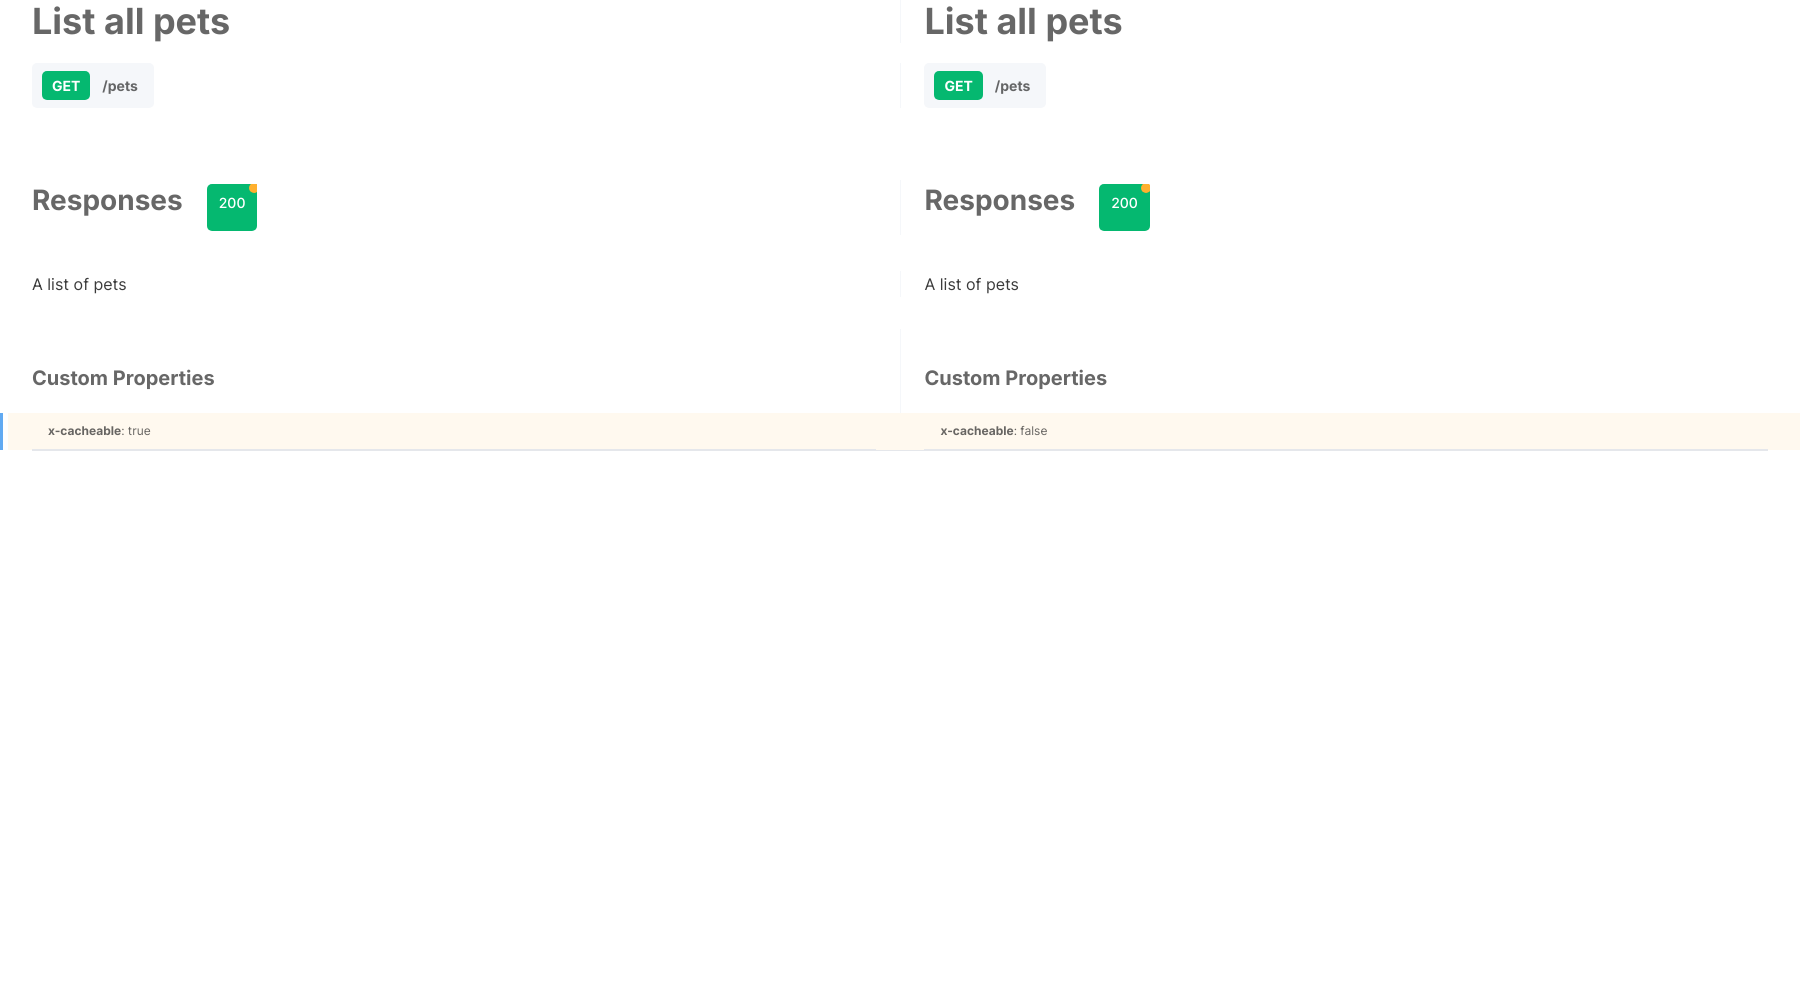 List all pets
GET /pets
Responses 200
A list of pets
Custom Properties
x-cacheable: true
List all pets
GET /pets
Responses 200
A list of pets
Custom Properties
x-cacheable: false